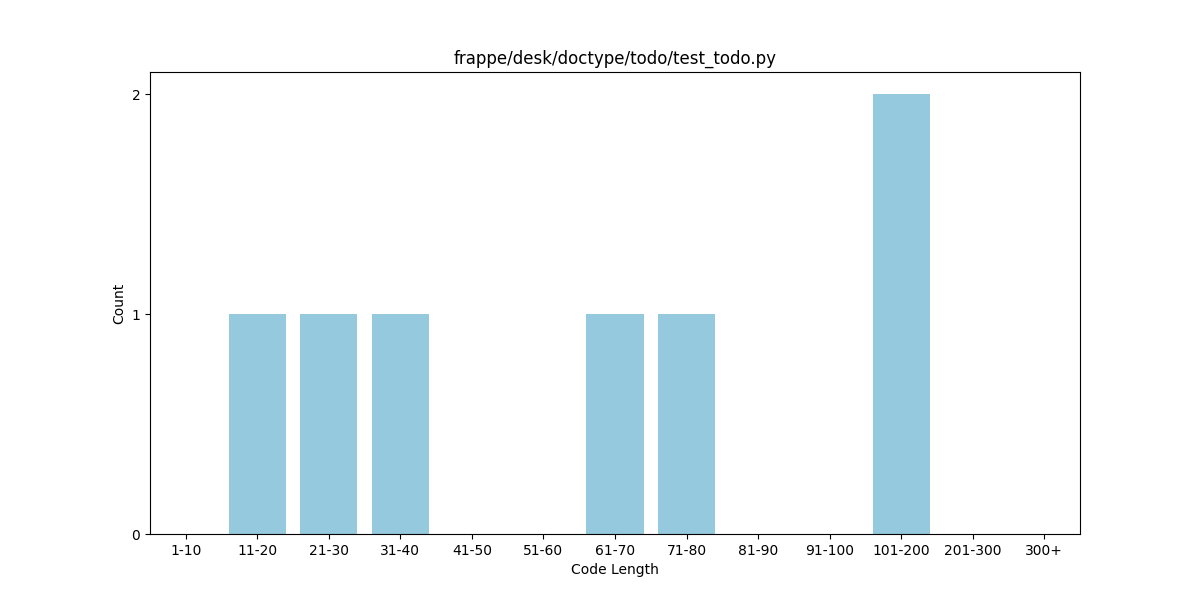 frappe/desk/doctype/todo/test_todo.py
Count
2
1
0
1-10 11-20 21-30 31-40 41-50 51-60 61-70 71-80 81-90 91-100 101-200 201-300 300+
Code Length